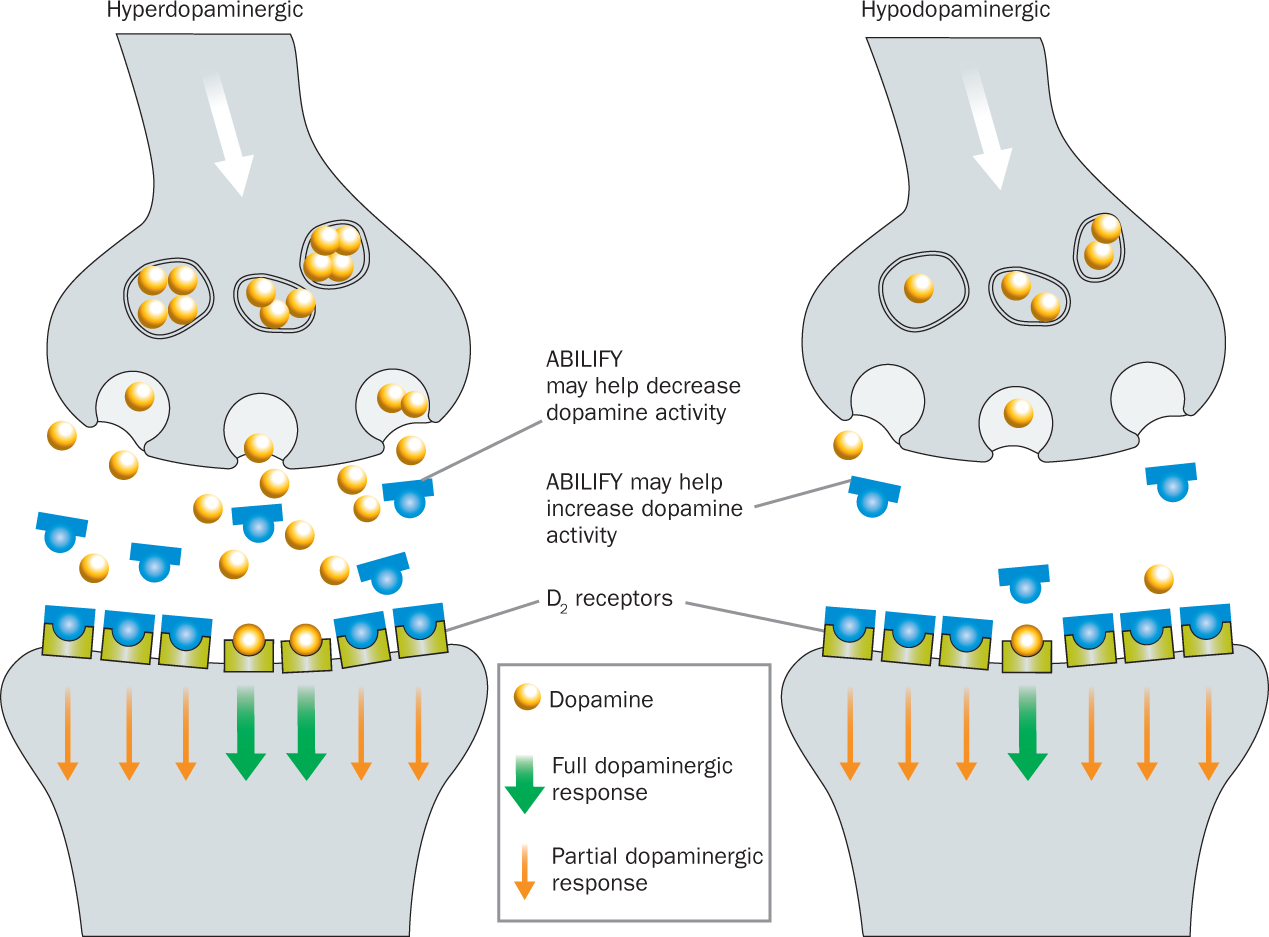 Hyperdopaminergic
Hypodopaminergic
ABILIFY
may help decrease
dopamine activity
ABILIFY may help
increase dopamine
activity
D₂ receptors
Dopamine
Full dopaminergic
response
Partial dopaminergic
response